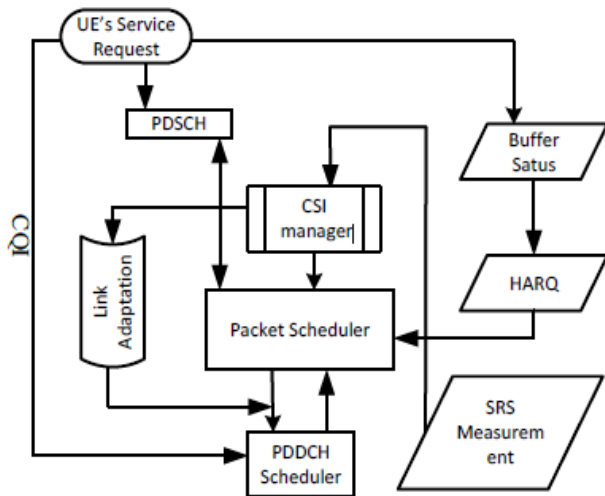 UE's Service
Request
PDSCH
Buffer
Satus
CSI
manager
CQI
Link
Adaptation
HARQ
Packet Scheduler
SRS
Measurem
ent
PDDCH
Scheduler